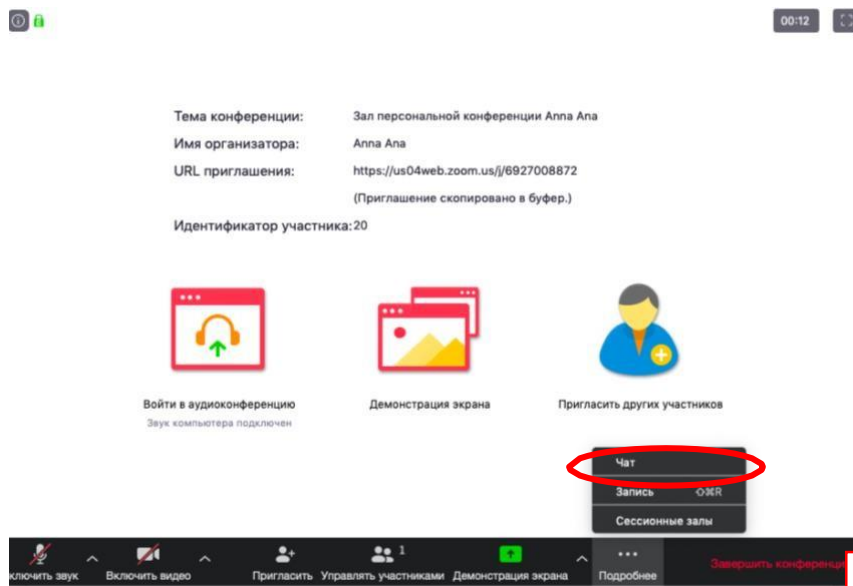 00:12
Тема конференции: Зал персональной конференции Anna Ana
Имя организатора: Anna Ana
URL приглашения: https://us04web.zoom.us/j/6927008872
(Приглашение скопировано в буфер.)
Идентификатор участника: 20
Войти в аудиоконференцию
Звук компьютера подключен
Демонстрация экрана
Пригласить других участников
Чат
Запись ⇧⌘R
Сессионные залы
ключить звук
Включить видео
Пригласить
Управлять участниками 1
Демонстрация экрана
Подробнее
Завершить конференци